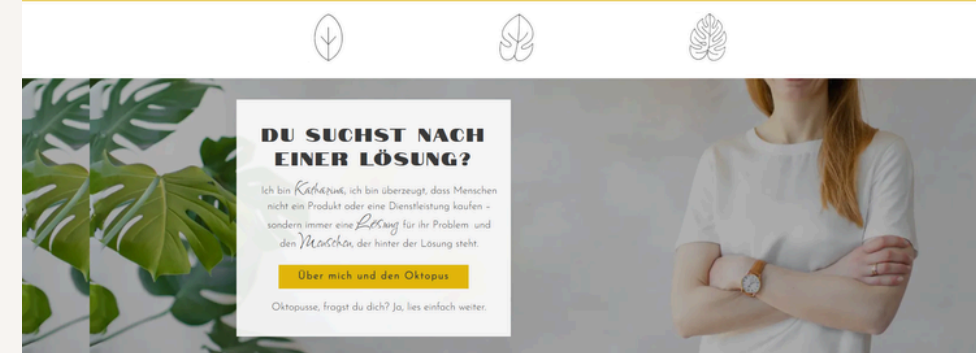 DU SUCHST NACH
EINER LÖSUNG?
Ich bin Katharina, ich bin überzeugt, dass Menschen
nicht ein Produkt oder eine Dienstleistung kaufen –
sondern immer eine Lösung für ihr Problem und
den Menschen, der hinter der Lösung steht.
Über mich und den Oktopus
Oktopusse, fragst du dich? Ja, lies einfach weiter.